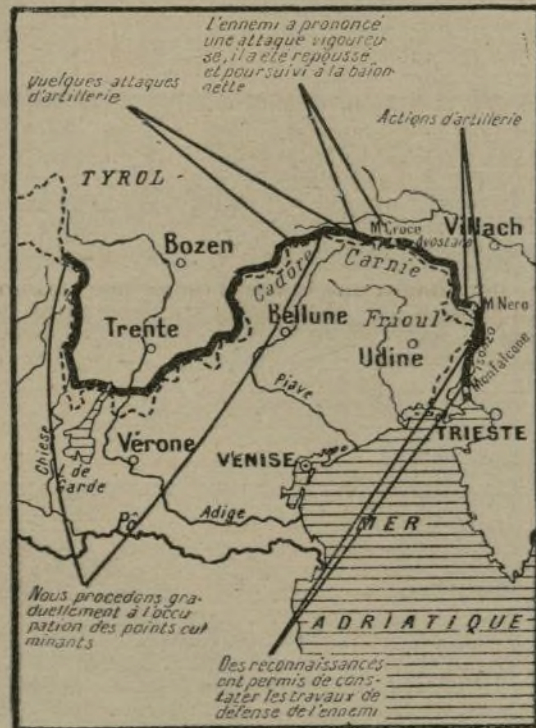 L'ennemi a prononcé
une attaque vigoureu-
se, il a été repoussé
et poursuivi à la baïon-
nette
Quelques attaques
d'artillerie
Actions d'artillerie
TYROL
M Croce
Villach
Avostano
Bozen
Cadore
Carnie
M Nero
Trente
Bellune
Frioul
Isonzo
Monfalcone
Udine
Piave
TRIESTE
Chiese
L. de
Garde
Vérone
VENISE
Adige
MER
Pô
Nous procédons gra-
duellement à l'occu-
pation des points cul
minants
ADRIATIQUE
Des reconnaissances
ont permis de cons-
tater les travaux de
défense de l'ennemi